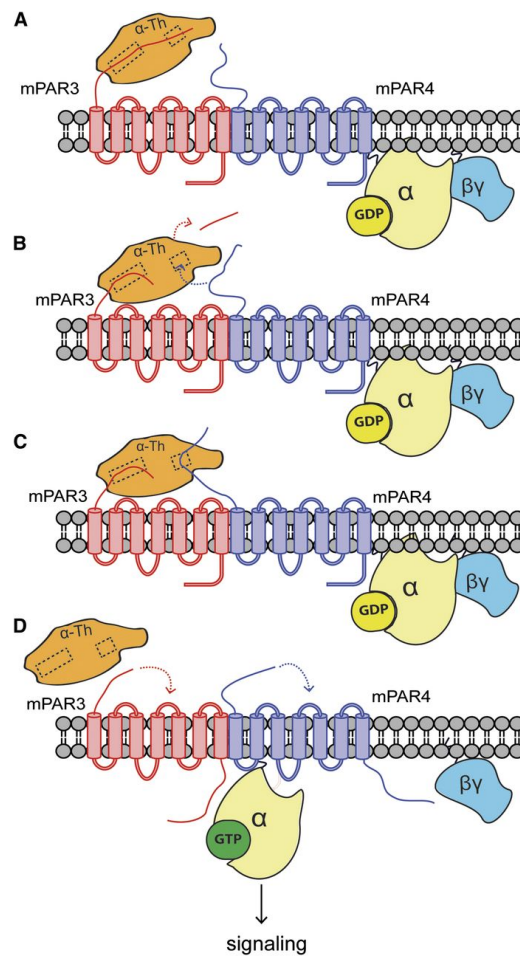 A
α-Th
mPAR3
mPAR4
GDP
α
βγ
B
α-Th
mPAR3
mPAR4
GDP
α
βγ
C
α-Th
mPAR3
mPAR4
GDP
α
βγ
D
α-Th
mPAR3
mPAR4
GTP
α
βγ
signaling